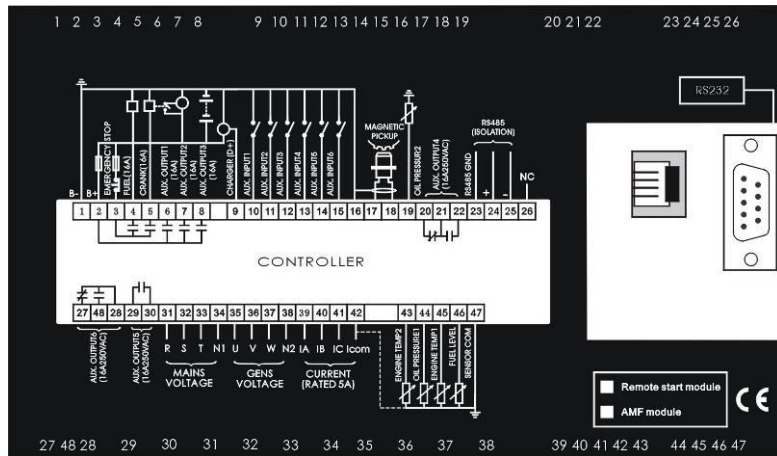 1 2 3 4 5 6 7 8 9 10 11 12 13 14 15 16 17 18 19 20 21 22 23 24 25 26
RS232
B-
B+
EMERGENCY STOP
FUEL(16A)
CRANK(16A)
AUX. OUTPUT1 (16A)
AUX. OUTPUT2 (16A)
AUX. OUTPUT3 (16A)
CHARGER (D+)
AUX. INPUT1
AUX. INPUT2
AUX. INPUT3
AUX. INPUT4
AUX. INPUT5
AUX. INPUT6
MAGNETIC
PICKUP
OIL PRESSUR2
AUX. OUTPUT4
(16A250VAC)
RS485
(ISOLATION)
RS485 GND
+
-
NC
1 2 3 4 5 6 7 8 9 10 11 12 13 14 15 16 17 18 19 20 21 22 23 24 25 26
CONTROLLER
27 48 28 29 30 31 32 33 34 35 36 37 38 39 40 41 42 43 44 45 46 47
AUX. OUTPUT6
(16A250VAC)
AUX. OUTPUT5
(16A250VAC)
R S T N1 U V W N2 IA IB IC Icom
MAINS
VOLTAGE
GENS
VOLTAGE
CURRENT
(RATED 5A)
ENGINE TEMP2
OIL PRESSURE1
ENGINE TEMP1
FUEL LEVEL
SENSOR COM
Remote start module
AMF module
CE
27 48 28 29 30 31 32 33 34 35 36 37 38 39 40 41 42 43 44 45 46 47